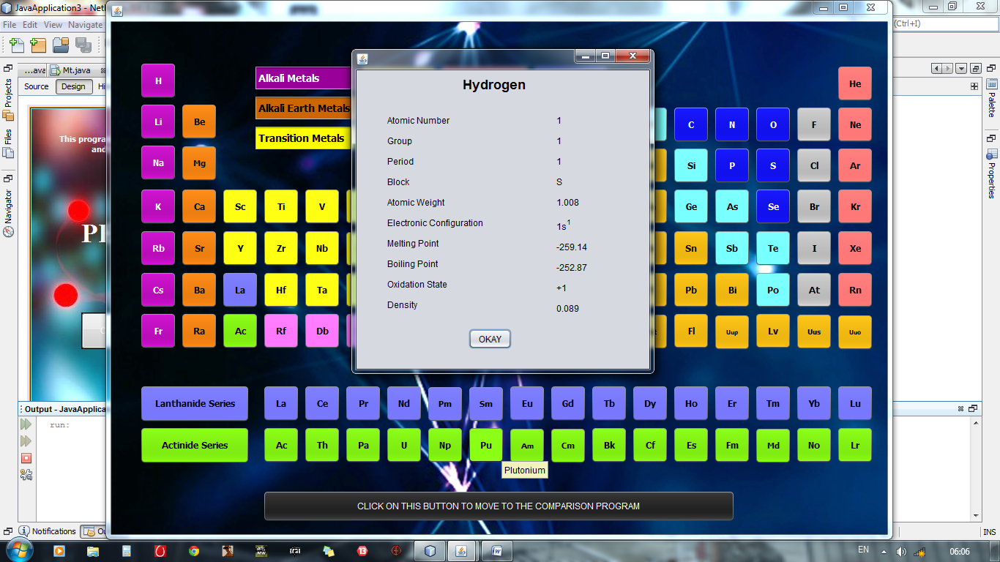 JavaApplication3 - Netl
File Edit View Navigate
(Ctrl+I)
...ava Mt.java
Source Design Hi
Projects
Files
Navigator
Palette
Properties
This progra
and
PI
Alkali Metals
Alkali Earth Metals
Transition Metals
Hydrogen
Atomic Number 1
Group 1
Period 1
Block S
Atomic Weight 1.008
Electronic Configuration 1s1
Melting Point -259.14
Boiling Point -252.87
Oxidation State +1
Density 0.089
OKAY
H He
Li Be C N O F Ne
Na Mg Si P S Cl Ar
K Ca Sc Ti V Ge As Se Br Kr
Rb Sr Y Zr Nb Sn Sb Te I Xe
Cs Ba La Hf Ta Pb Bi Po At Rn
Fr Ra Ac Rf Db Fl Uup Lv Uus Uuo
Lanthanide Series La Ce Pr Nd Pm Sm Eu Gd Tb Dy Ho Er Tm Yb Lu
Actinide Series Ac Th Pa U Np Pu Am Cm Bk Cf Es Fm Md No Lr
Plutonium
CLICK ON THIS BUTTON TO MOVE TO THE COMPARISON PROGRAM
Output - JavaApplica
run:
Notifications Ou
INS
EN 06:06